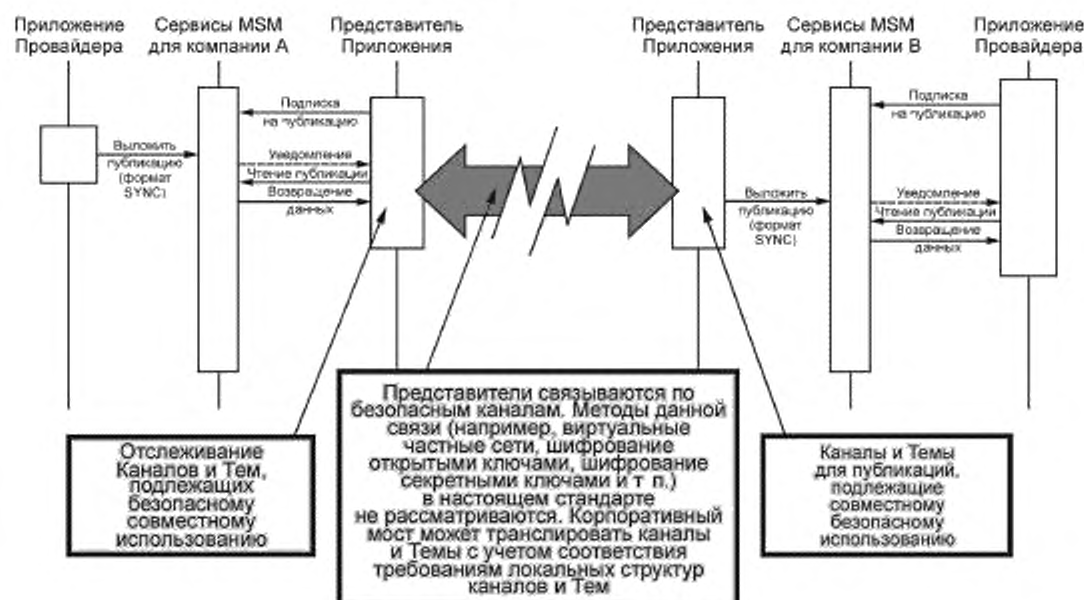 Приложение
Провайдера
Сервисы MSM
для компании А
Представитель
Приложения
Представитель
Приложения
Сервисы MSM
для компании В
Приложение
Провайдера
Выложить
публикацию
(формат
SYNC)
Подписка
на публикацию
Уведомление
Чтение публикации
Возвращение
данных
Выложить
публикацию
(формат
SYNC)
Подписка
на публикацию
Уведомление
Чтение публикации
Возвращение
данных
Отслеживание
Каналов и Тем,
подлежащих
безопасному
совместному
использованию
Представители связываются по
безопасным каналам. Методы данной
связи (например, виртуальные
частные сети, шифрование
открытыми ключами, шифрование
секретными ключами и т п.)
в настоящем стандарте
не рассматриваются. Корпоративный
мост может транслировать каналы
и Темы с учетом соответствия
требованиям локальных структур
каналов и Тем
Каналы и Темы
для публикаций,
подлежащие
совместному
безопасному
использованию